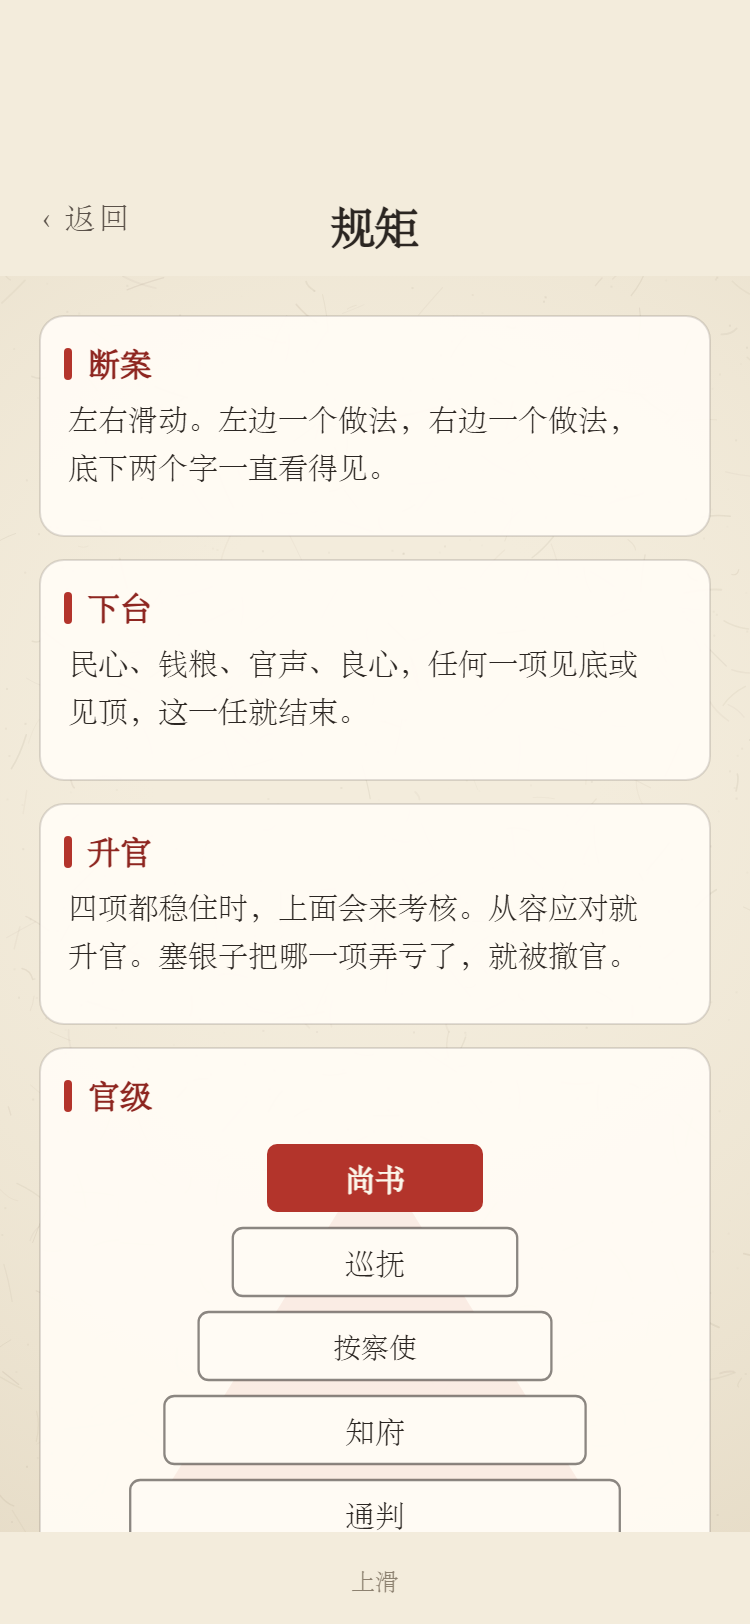 ‹ 返回
规矩
断案
左右滑动。左边一个做法，右边一个做法，
底下两个字一直看得见。
下台
民心、钱粮、官声、良心，任何一项见底或
见顶，这一任就结束。
升官
四项都稳住时，上面会来考核。从容应对就
升官。塞银子把哪一项弄亏了，就被撤官。
官级
尚书
巡抚
按察使
知府
通判
上滑